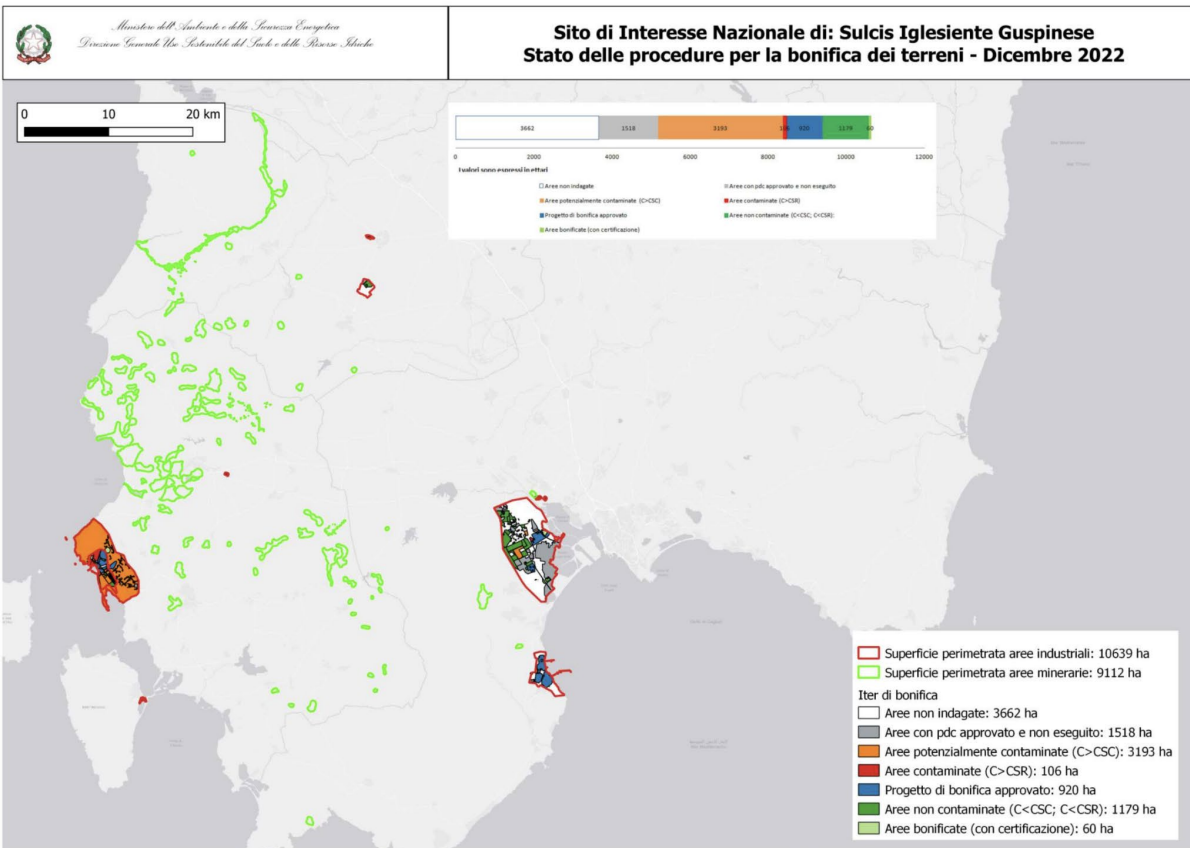 Ministero dell'Ambiente e della Sicurezza Energetica
Direzione Generale Uso Sostenibile del Suolo e delle Risorse Idriche
Sito di Interesse Nazionale di: Sulcis Iglesiente Guspinese
Stato delle procedure per la bonifica dei terreni - Dicembre 2022
0 10 20 km
3662 1518 3193 106 920 1179 60
0 2000 4000 6000 8000 10000 12000
I valori sono espressi in ettari
Aree non indagate
Aree con pdc approvato e non eseguito
Aree potenzialmente contaminate (C>CSC)
Aree contaminate (C>CSR)
Progetto di bonifica approvato
Aree non contaminate (C<CSC; C<CSR):
Aree bonificate (con certificazione)
Superficie perimetrata aree industriali: 10639 ha
Superficie perimetrata aree minerarie: 9112 ha
Iter di bonifica
Aree non indagate: 3662 ha
Aree con pdc approvato e non eseguito: 1518 ha
Aree potenzialmente contaminate (C>CSC): 3193 ha
Aree contaminate (C>CSR): 106 ha
Progetto di bonifica approvato: 920 ha
Aree non contaminate (C<CSC; C<CSR): 1179 ha
Aree bonificate (con certificazione): 60 ha